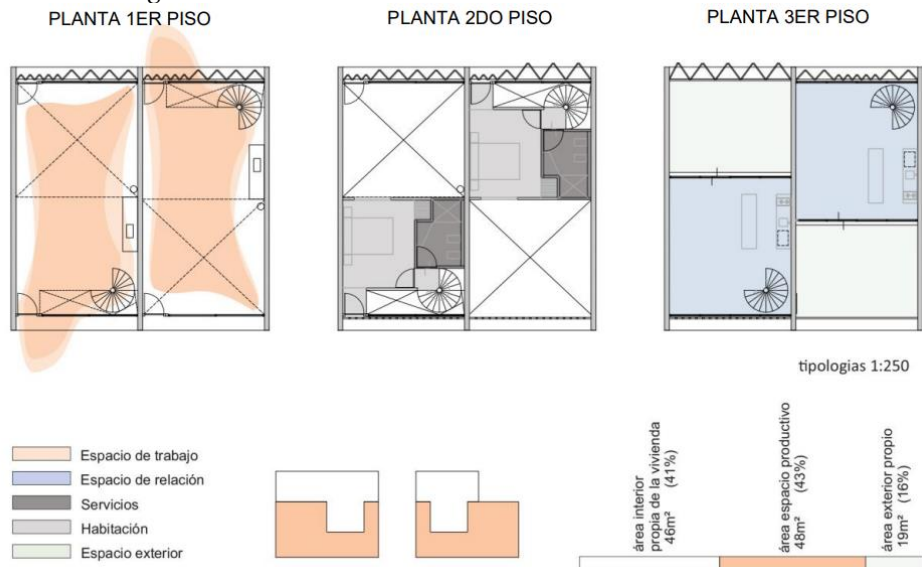 PLANTA 1ER PISO
PLANTA 2DO PISO
PLANTA 3ER PISO
tipologias 1:250
Espacio de trabajo
Espacio de relación
Servicios
Habitación
Espacio exterior
área interior
propia de la vivienda
46m² (41%)
área espacio productivo
48m² (43%)
área exterior propio
19m² (16%)